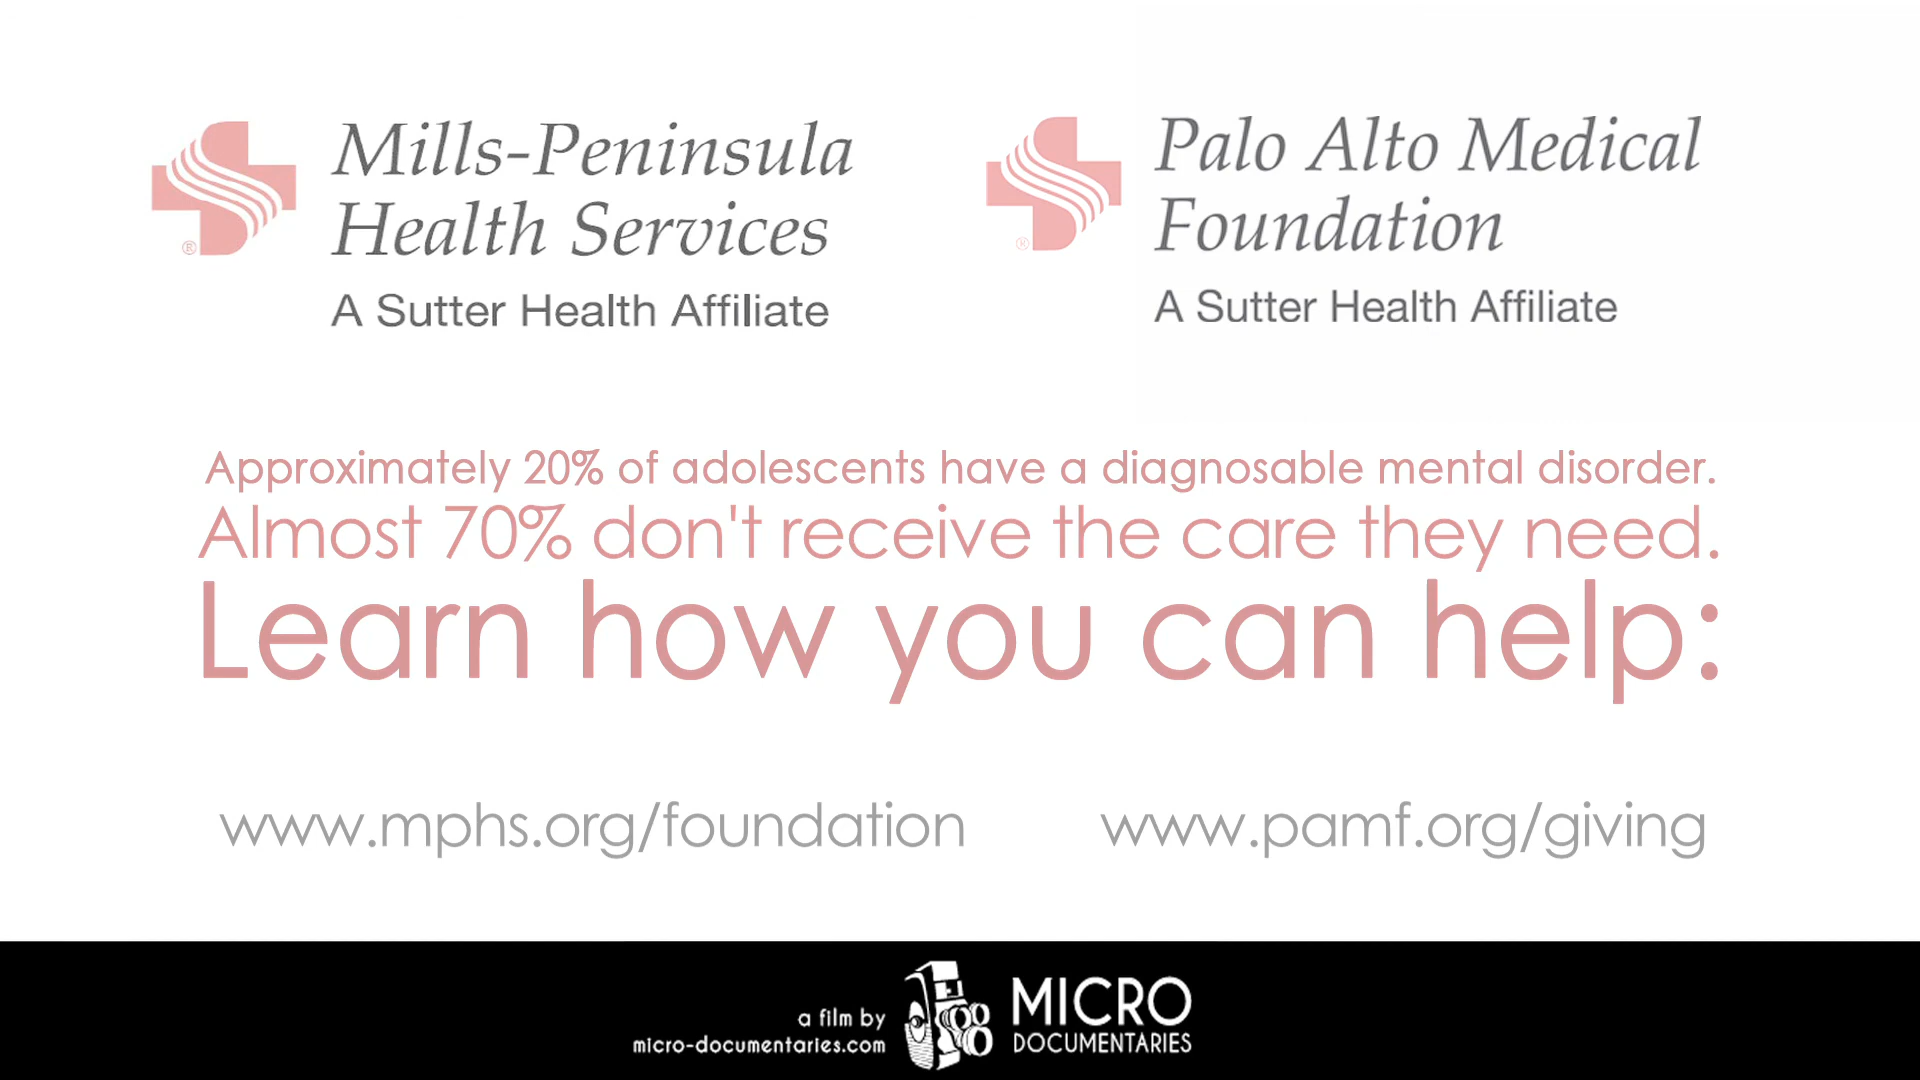 Mills-Peninsula
Health Services
A Sutter Health Affiliate
®
Palo Alto Medical
Foundation
A Sutter Health Affiliate
®
Approximately 20% of adolescents have a diagnosable mental disorder.
Almost 70% don't receive the care they need.
Learn how you can help:
www.mphs.org/foundation
www.pamf.org/giving
a film by
micro-documentaries.com
MICRO
DOCUMENTARIES